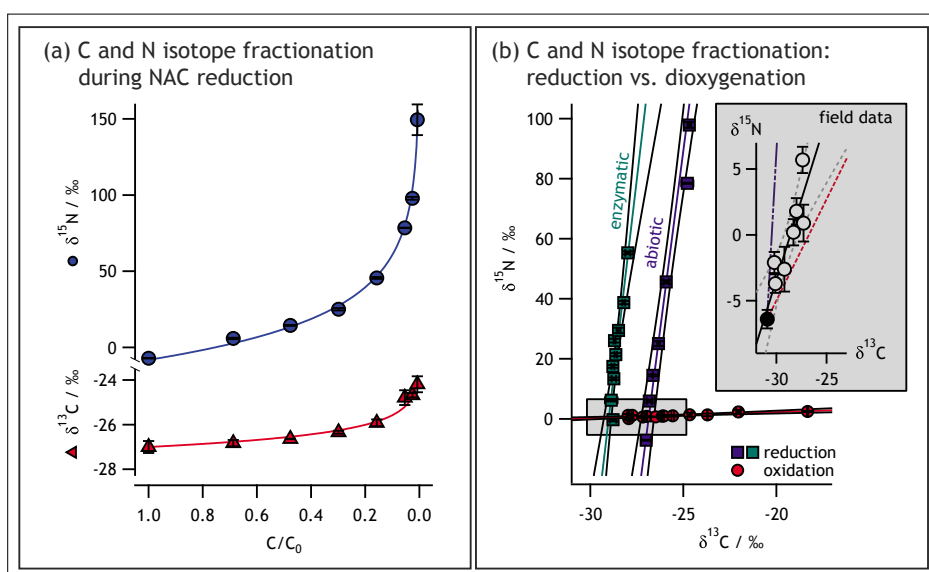 (a) C and N isotope fractionation
during NAC reduction
150
100
50
0
-24
-26
-28
δ¹⁵N / ‰
δ¹³C / ‰
1.0
0.8
0.6
0.4
0.2
0.0
C/C₀
(b) C and N isotope fractionation:
reduction vs. dioxygenation
100
80
60
40
20
0
δ¹⁵N / ‰
enzymatic
abiotic
field data
δ¹⁵N
5
0
-5
-30
-25
δ¹³C
reduction
oxidation
-30
-25
-20
δ¹³C / ‰